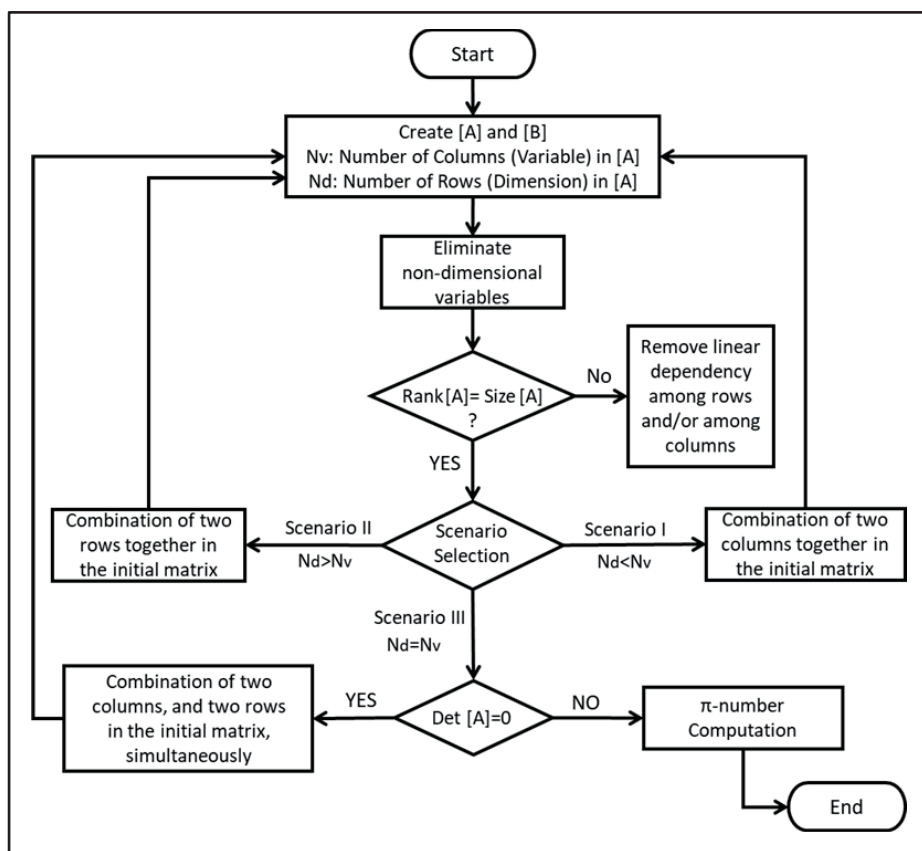 Start
Create [A] and [B]
Nv: Number of Columns (Variable) in [A]
Nd: Number of Rows (Dimension) in [A]
Eliminate
non-dimensional
variables
Rank[A]= Size [A]
?
No
Remove linear
dependency
among rows
and/or among
columns
YES
Combination of two
rows together in
the initial matrix
Scenario II
Nd>Nv
Scenario
Selection
Scenario I
Nd<Nv
Combination of two
columns together in
the initial matrix
Scenario III
Nd=Nv
Combination of two
columns, and two rows
in the initial matrix,
simultaneously
YES
Det [A]=0
NO
π-number
Computation
End